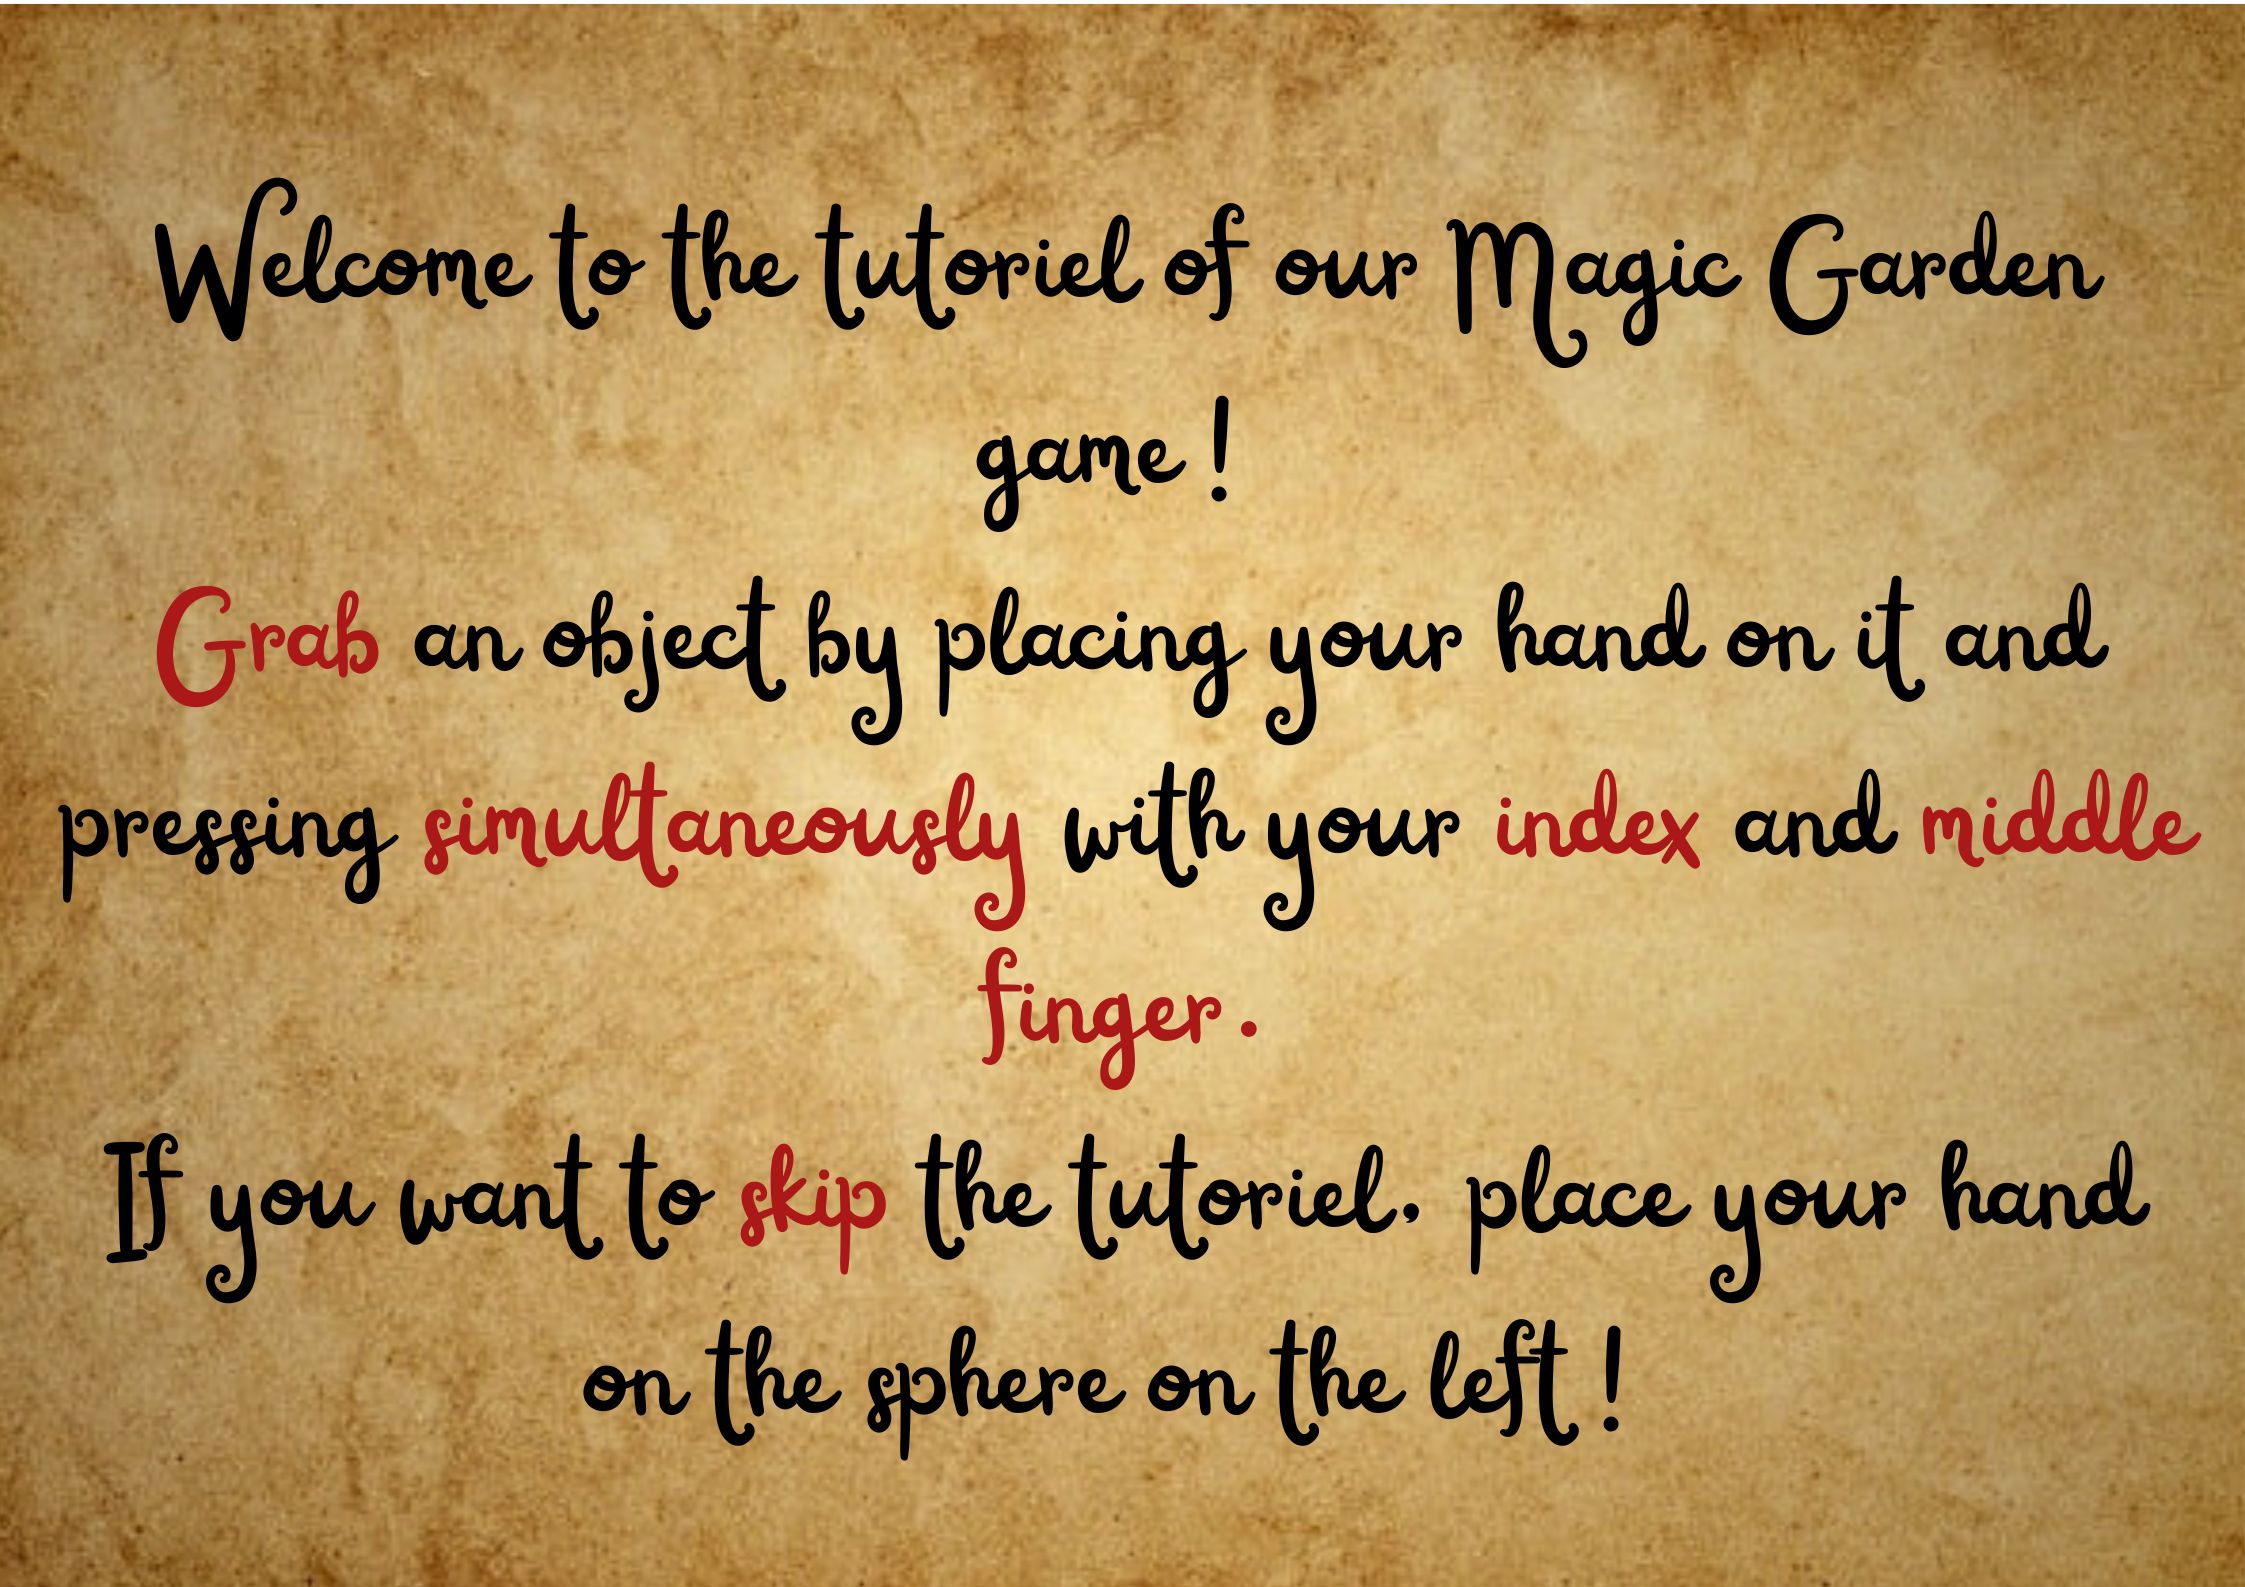 Welcome to the tutoriel of our Magic Garden
game !
Grab an object by placing your hand on it and
pressing simultaneously with your index and middle
finger.
If you want to skip the tutoriel, place your hand
on the sphere on the left !